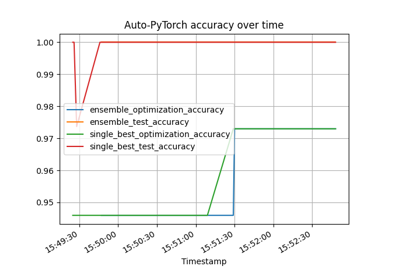 Auto-PyTorch accuracy over time
1.00
0.99
0.98
0.97
0.96
0.95
ensemble_optimization_accuracy
ensemble_test_accuracy
single_best_optimization_accuracy
single_best_test_accuracy
15:49:30
15:50:00
15:50:30
15:51:00
15:51:30
15:52:00
15:52:30
Timestamp